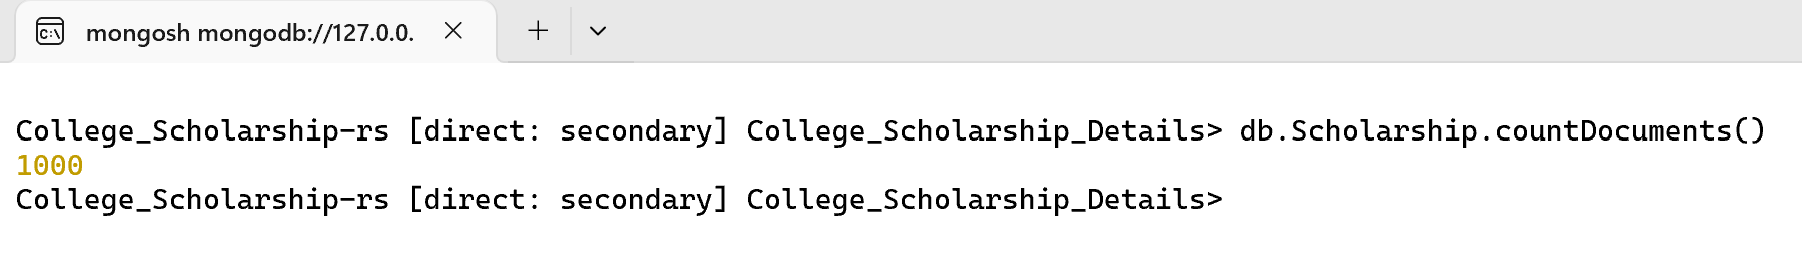 mongosh mongodb://127.0.0.
College_Scholarship-rs [direct: secondary] College_Scholarship_Details> db.Scholarship.countDocuments()
1000
College_Scholarship-rs [direct: secondary] College_Scholarship_Details>